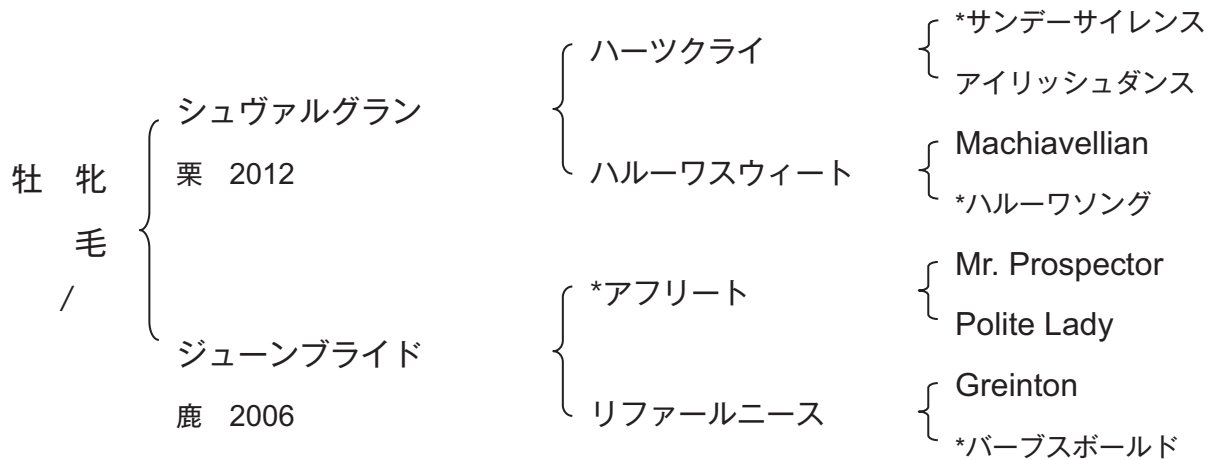 *サンデーサイレンス
ハーツクライ
アイリッシュダンス
シュヴァルグラン
栗 2012
Machiavellian
ハルーワスウィート
*ハルーワソング
牡 牝
毛
/
Mr. Prospector
*アフリート
Polite Lady
ジューンブライド
鹿 2006
Greinton
リファールニース
*バーブスボールド